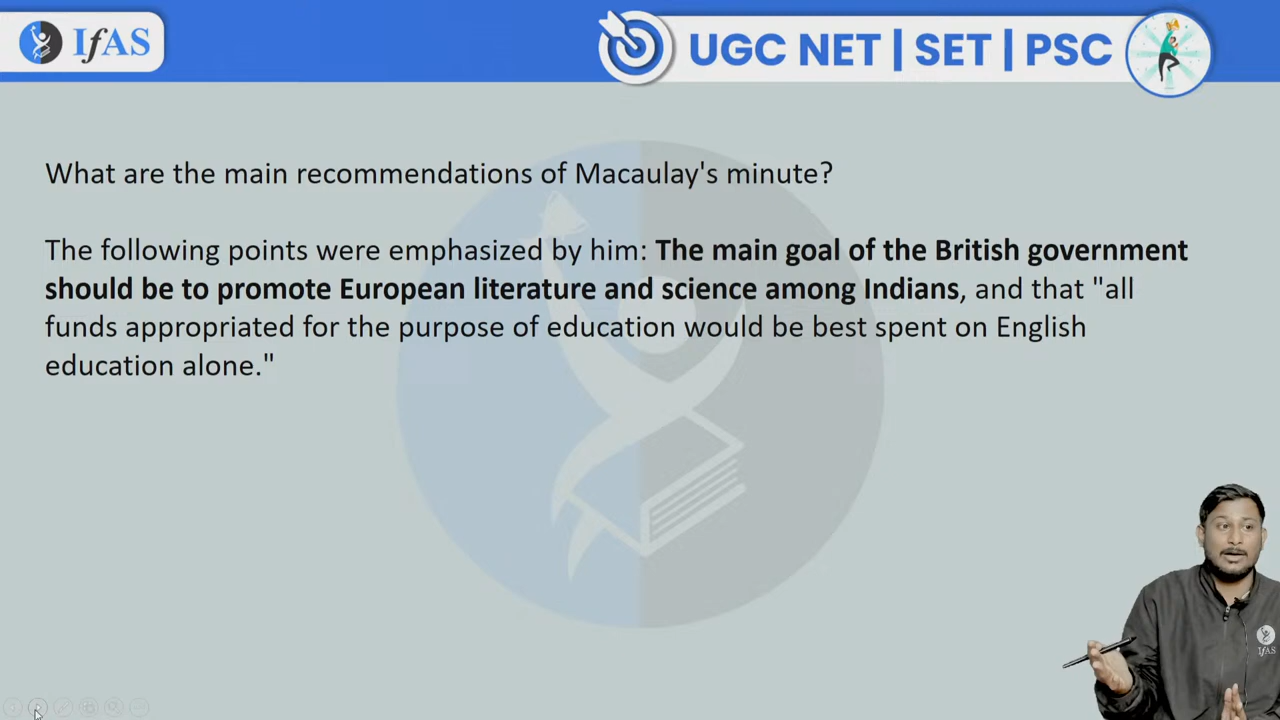 IfAS
UGC NET | SET | PSC
What are the main recommendations of Macaulay's minute?
The following points were emphasized by him: The main goal of the British government
should be to promote European literature and science among Indians, and that "all
funds appropriated for the purpose of education would be best spent on English
education alone."
IfAS